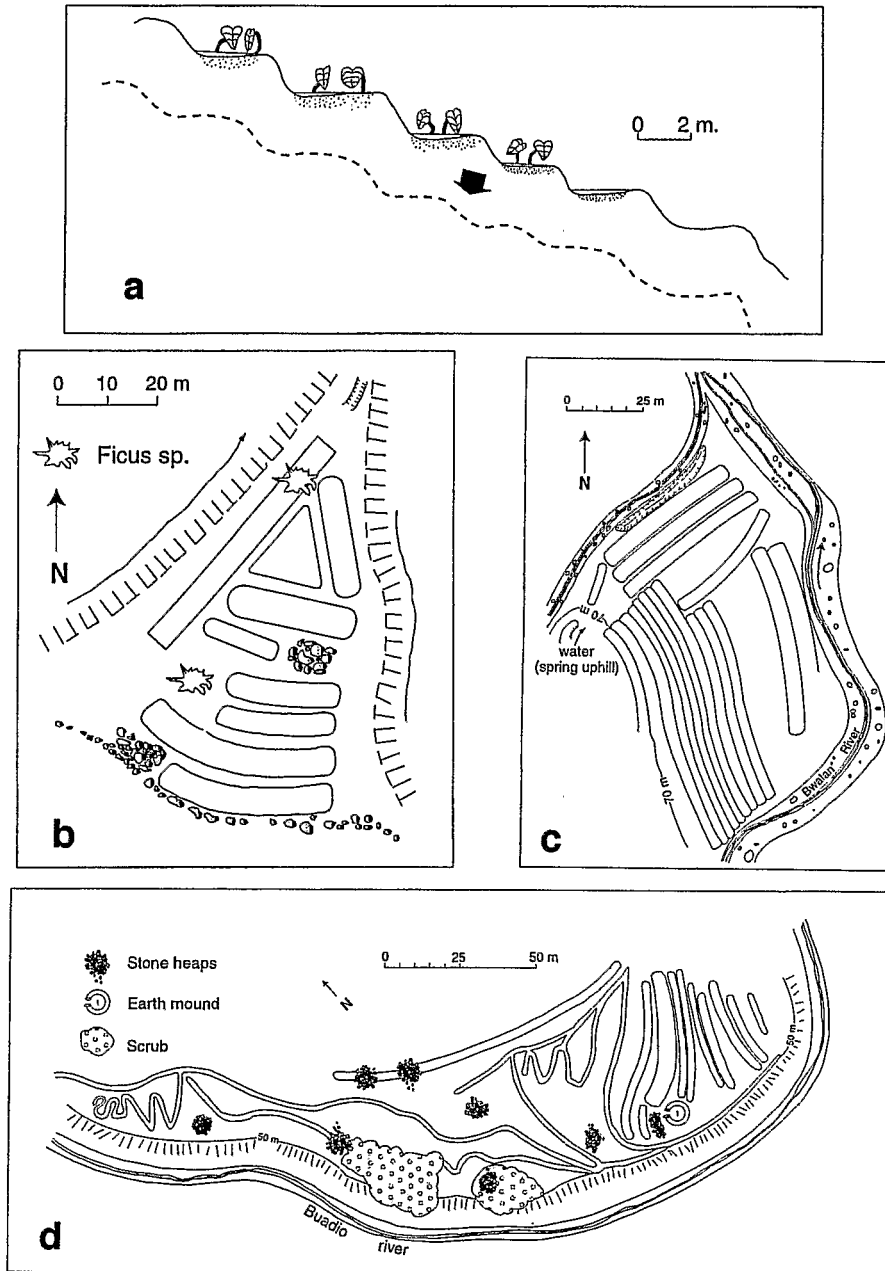 0 2 m.
a
0 10 20 m
Ficus sp.
N
b
0 25 m
N
70 m
water
(spring uphill)
70 m
Bwalan River
c
Stone heaps
Earth mound
Scrub
0 25 50 m
N
50 m
50 m
Buadio river
d